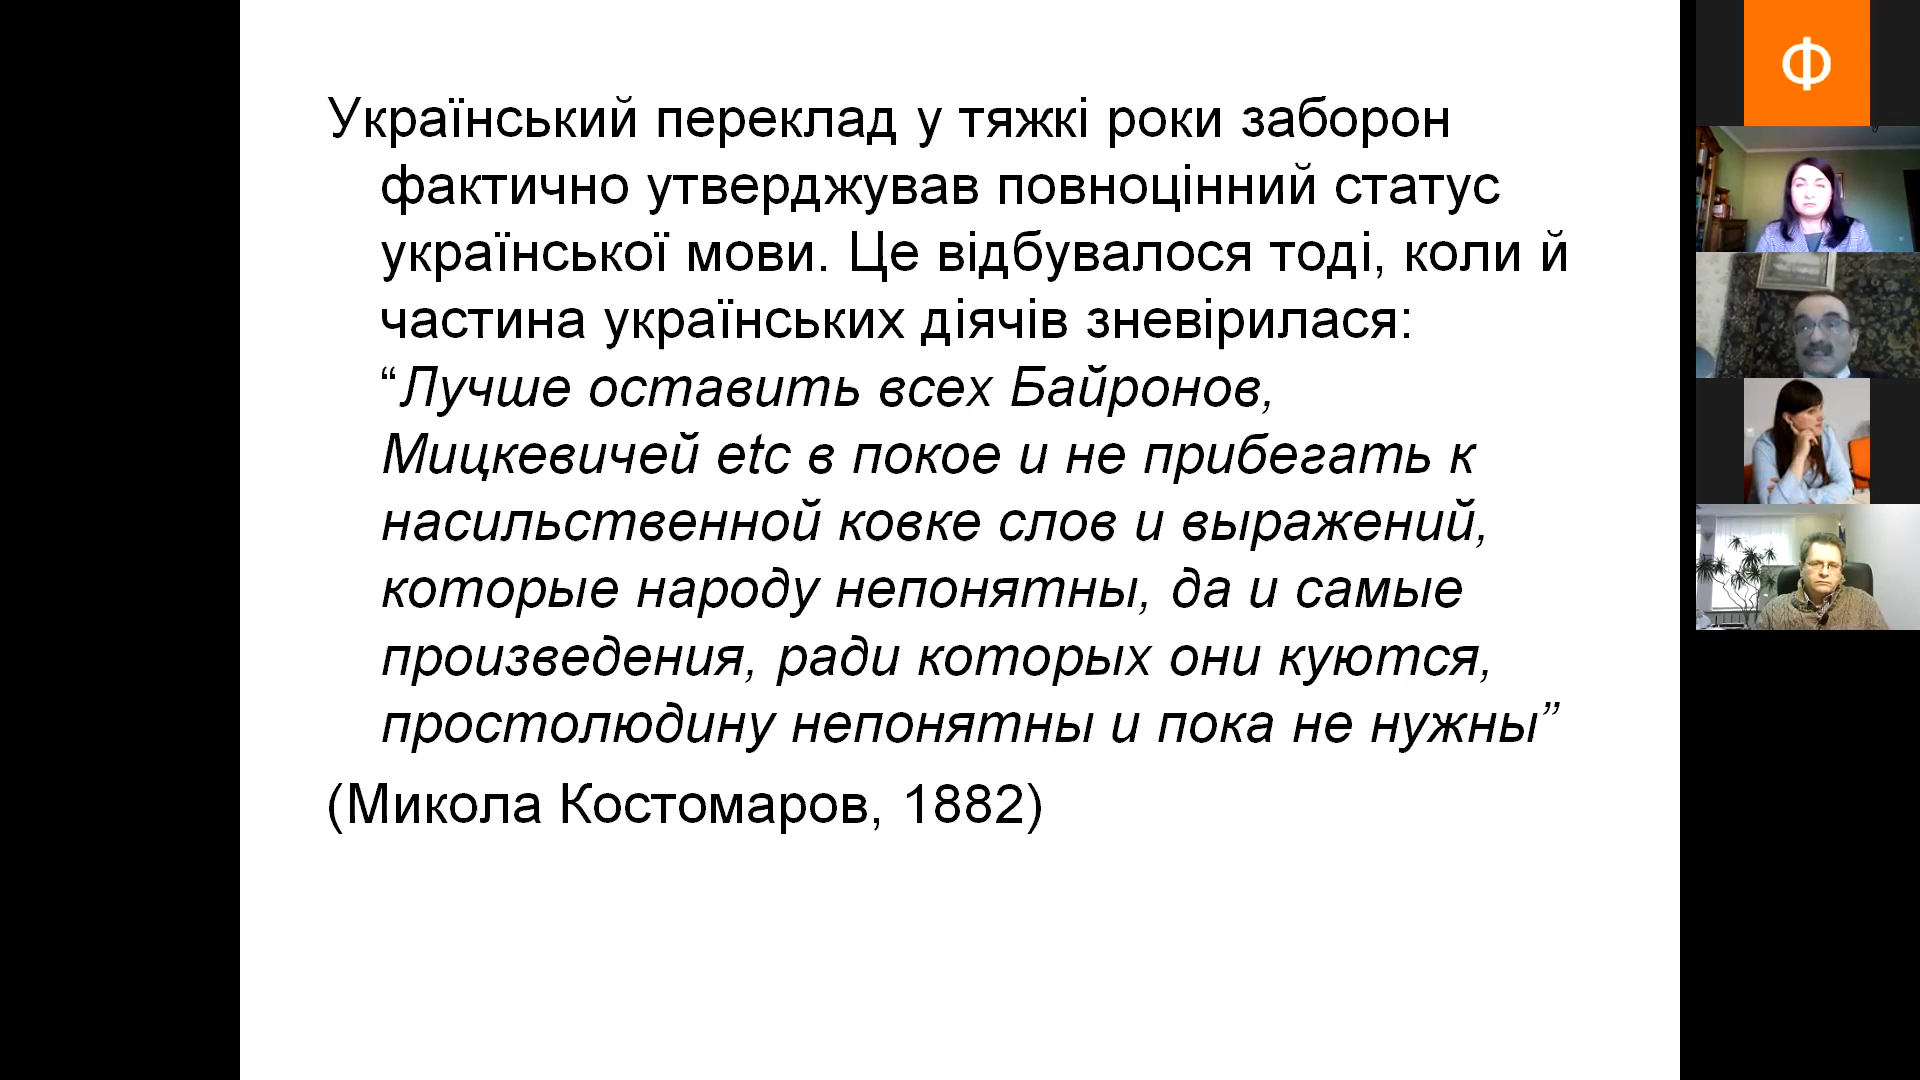 Український переклад у тяжкі роки заборон
фактично утверджував повноцінний статус
української мови. Це відбувалося тоді, коли й
частина українських діячів зневірилася:
“Лучше оставить всех Байронов,
Мицкевичей etc в покое и не прибегать к
насильственной ковке слов и выражений,
которые народу непонятны, да и самые
произведения, ради которых они куются,
простолюдину непонятны и пока не нужны”
(Микола Костомаров, 1882)
Ф